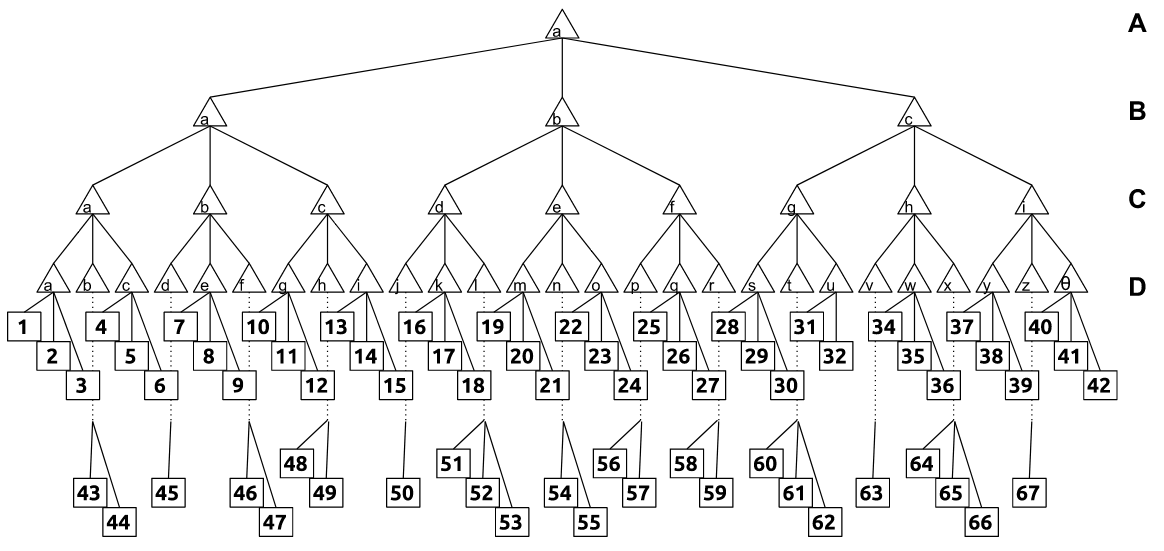 a A
a b c B
a b c d e f g h i C
a b c d e f g h i j k l m n o p q r s t u v w x y z θ D
1 4 7 10 13 16 19 22 25 28 31 34 37 40
2 5 8 11 14 17 20 23 26 29 32 35 38 41
3 6 9 12 15 18 21 24 27 30 36 39 42
48 51 56 58 60 64
43 45 46 49 50 52 54 57 59 61 63 65 67
44 47 53 55 62 66